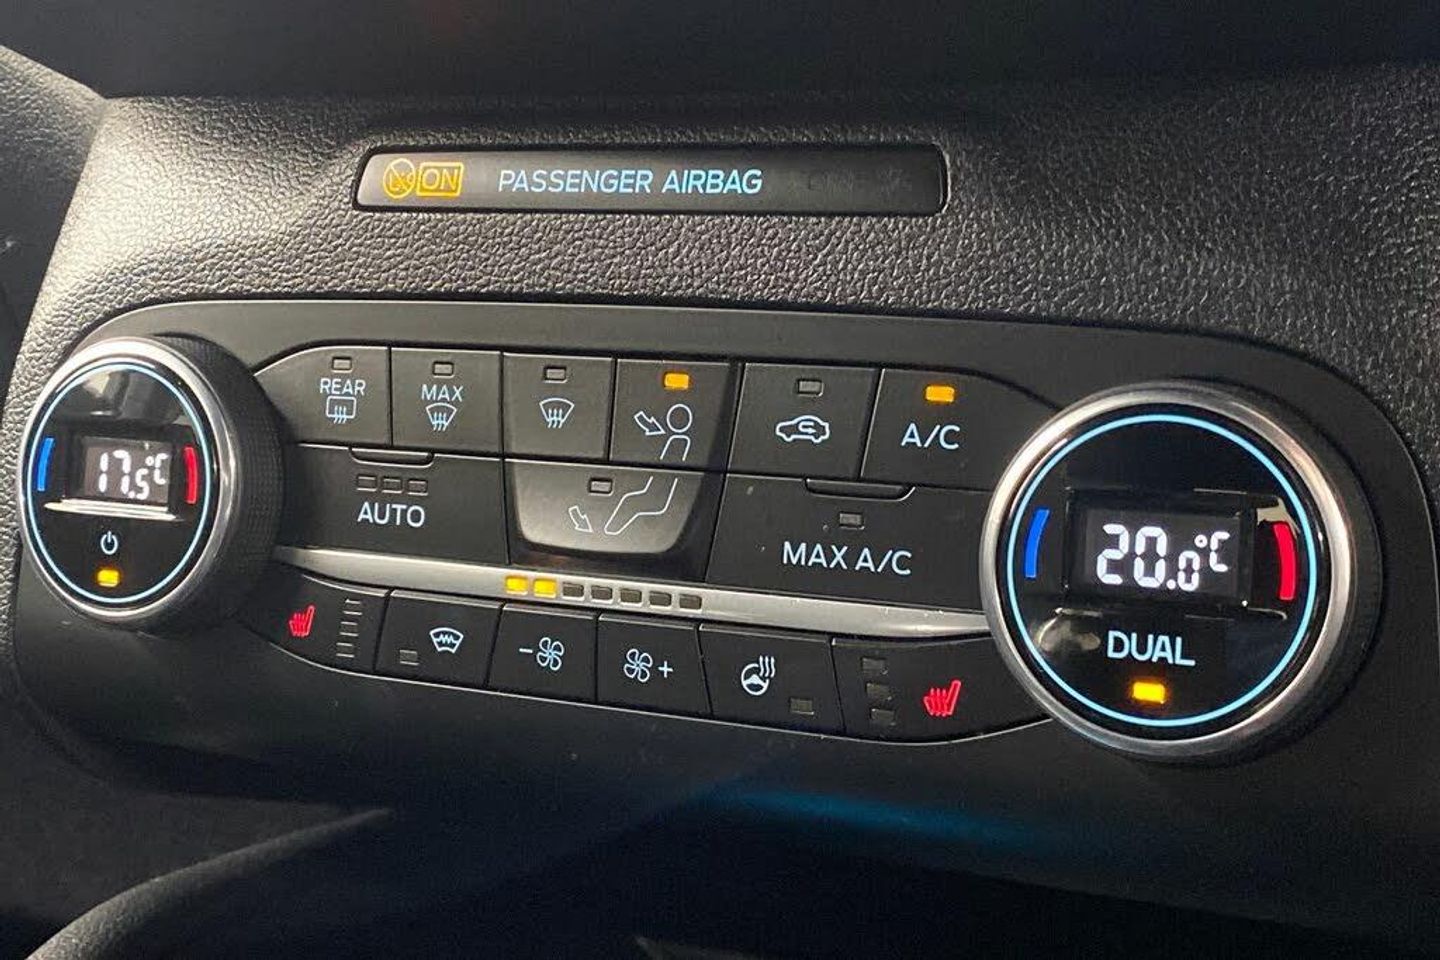 ON PASSENGER AIRBAG
REAR
MAX
A/C
17.5°C
AUTO
MAX A/C
20.0°C
DUAL
-
+